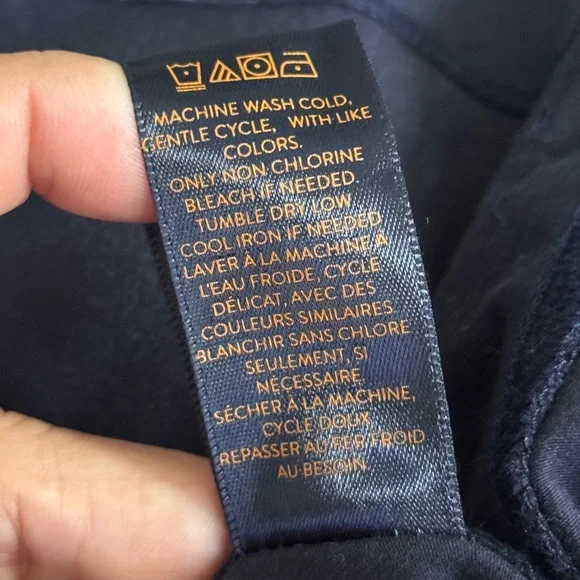 MACHINE WASH COLD,
GENTLE CYCLE, WITH LIKE
COLORS.
ONLY NON CHLORINE
BLEACH IF NEEDED.
TUMBLE DRY LOW
COOL IRON IF NEEDED
LAVER À LA MACHINE À
L'EAU FROIDE, CYCLE
DÉLICAT, AVEC DES
COULEURS SIMILAIRES
BLANCHIR SANS CHLORE
SEULEMENT, SI
NÉCESSAIRE
SÉCHER À LA MACHINE,
CYCLE DOUX
REPASSER AU FER FROID
AU BESOIN